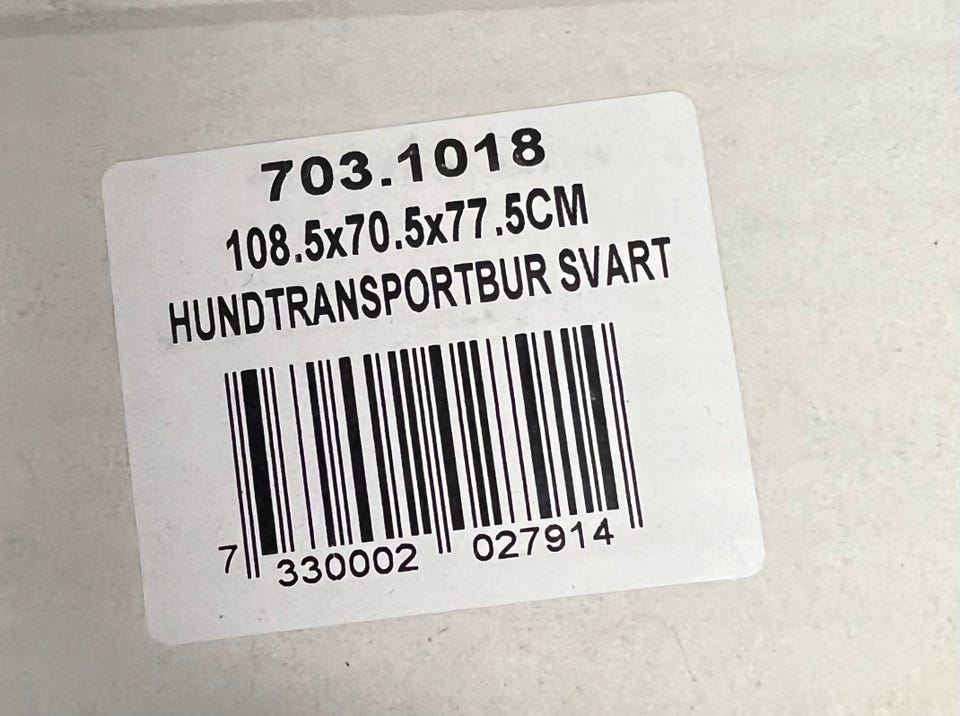 703.1018
108.5x70.5x77.5CM
HUNDTRANSPORTBUR SVART
7 330002 027914